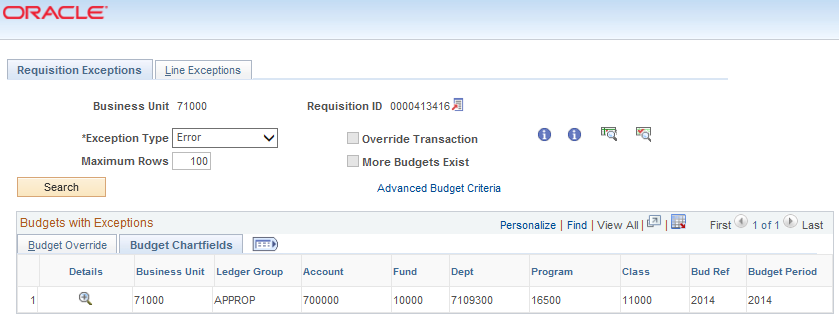 ORACLE
Requisition Exceptions Line Exceptions
Business Unit 71000 Requisition ID 0000413416
*Exception Type Error Override Transaction
Maximum Rows 100 More Budgets Exist
Search Advanced Budget Criteria
Budgets with Exceptions Personalize | Find | View All | | First 1 of 1 Last
Budget Override Budget Chartfields
Details Business Unit Ledger Group Account Fund Dept Program Class Bud Ref Budget Period
1 71000 APPROP 700000 10000 7109300 16500 11000 2014 2014